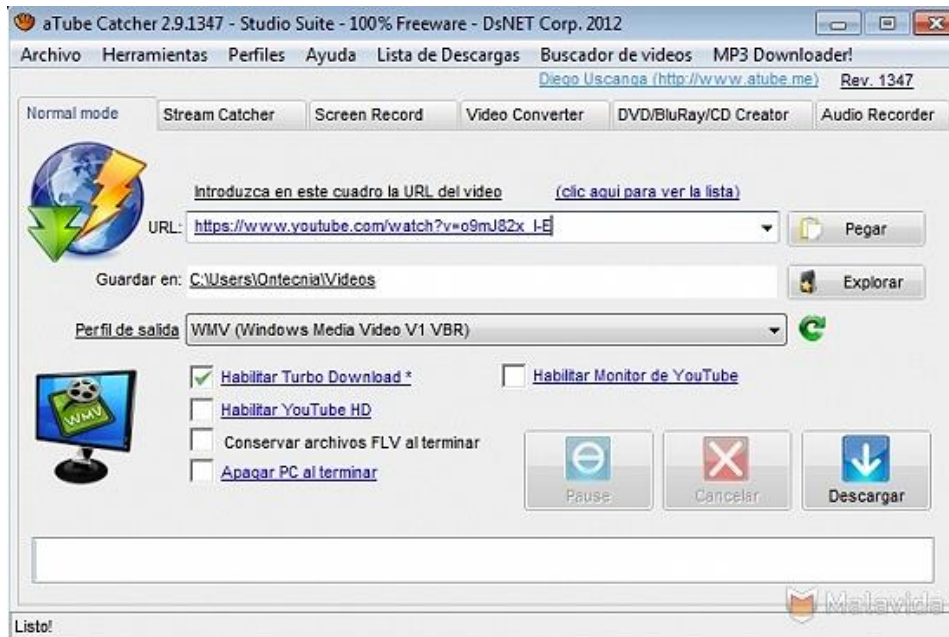 aTube Catcher 2.9.1347 - Studio Suite - 100% Freeware - DsNET Corp. 2012
Archivo Herramientas Perfiles Ayuda Lista de Descargas Buscador de videos MP3 Downloader!
Diego Uscanga (http://www.atube.me) Rev. 1347
Normal mode Stream Catcher Screen Record Video Converter DVD/BluRay/CD Creator Audio Recorder
Introduzca en este cuadro la URL del video (clic aqui para ver la lista)
URL: https://www.youtube.com/watch?v=o9mJ82x_I-E Pegar
Guardar en: C:\Users\Ontecnia\Videos Explorar
Perfil de salida WMV (Windows Media Video V1 VBR)
Habilitar Turbo Download * Habilitar Monitor de YouTube
WMV
Habilitar YouTube HD
Conservar archivos FLV al terminar
Apagar PC al terminar
Pause Cancelar Descargar
Malavida
Listo!